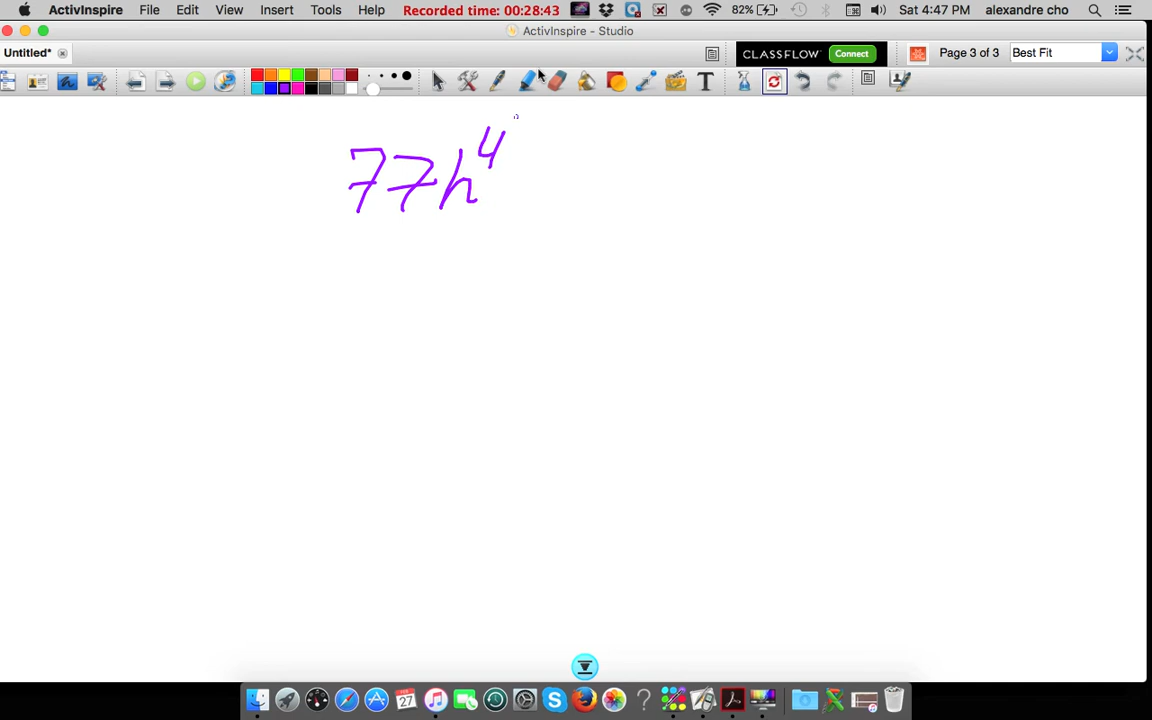 ActivInspire File Edit View Insert Tools Help Recorded time: 00:28:43 82% Sat 4:47 PM alexandre cho
ActivInspire - Studio
Untitled* CLASSFLOW Connect Page 3 of 3 Best Fit
T
77h⁴
27